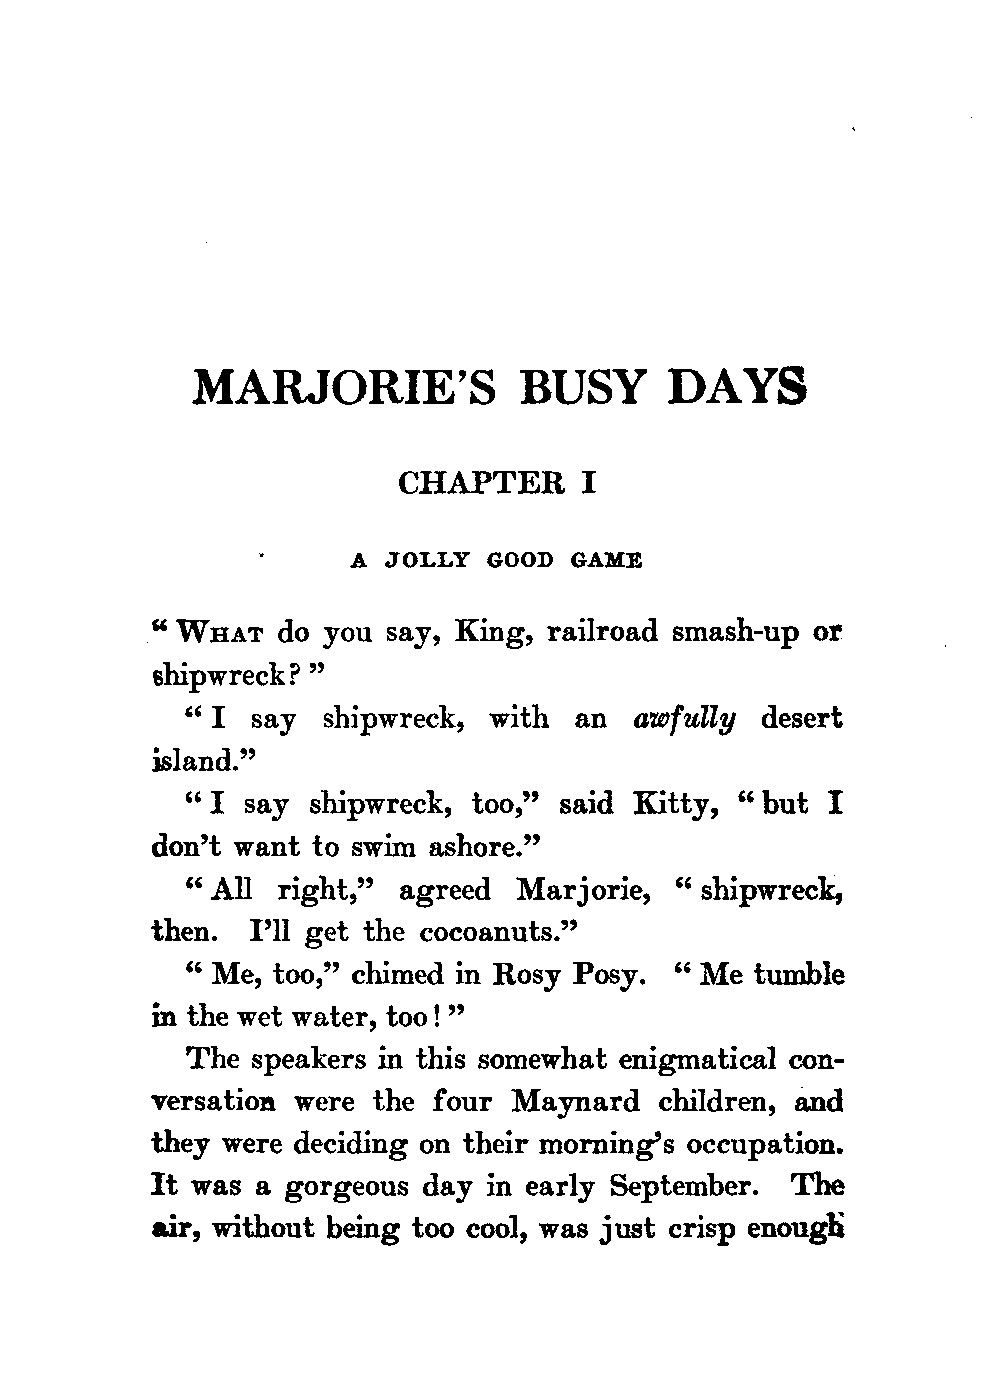 MARJORIE'S BUSY DAYS
CHAPTER I
A JOLLY GOOD GAME
“ WHAT do you say, King, railroad smash-up or
shipwreck? ”
“ I say shipwreck, with an awfully desert
island.”
“ I say shipwreck, too,” said Kitty, “ but I
don’t want to swim ashore.”
“ All right,” agreed Marjorie, “ shipwreck,
then. I’ll get the cocoanuts.”
“ Me, too,” chimed in Rosy Posy. “ Me tumble
in the wet water, too! ”
The speakers in this somewhat enigmatical con-
versation were the four Maynard children, and
they were deciding on their morning’s occupation.
It was a gorgeous day in early September. The
air, without being too cool, was just crisp enough